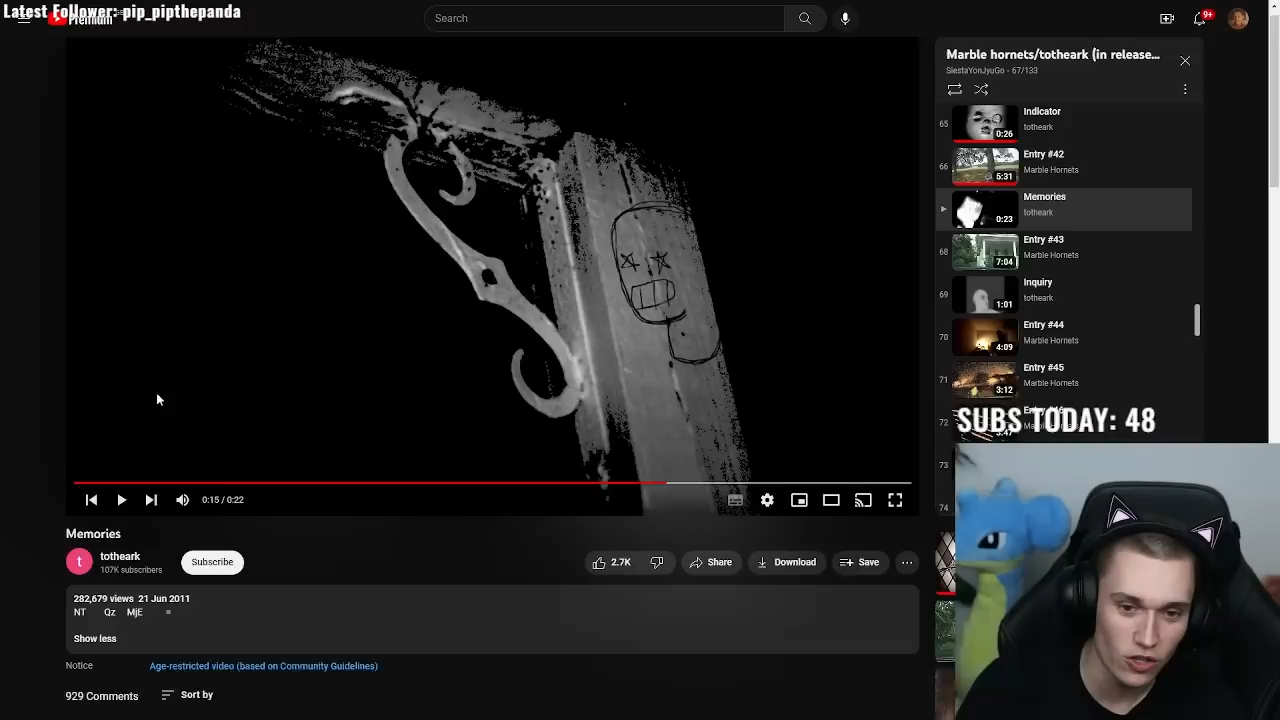 Latest Follower: pip_pipthepanda
Premium
Search
9+
Marble hornets/totheark (in release...
SiestaYonJyuGo - 67/133
65
Indicator
totheark
0:26
66
Entry #42
Marble Hornets
5:31
Memories
totheark
0:23
68
Entry #43
Marble Hornets
7:04
69
Inquiry
totheark
1:01
70
Entry #44
Marble Hornets
4:09
71
Entry #45
Marble Hornets
3:12
72
SUBS TODAY: 48
73
74
0:15 / 0:22
Memories
t
totheark
107K subscribers
Subscribe
2.7K
Share
Download
Save
282,679 views 21 Jun 2011
NT Qz MjE =
Show less
Notice
Age-restricted video (based on Community Guidelines)
929 Comments
Sort by